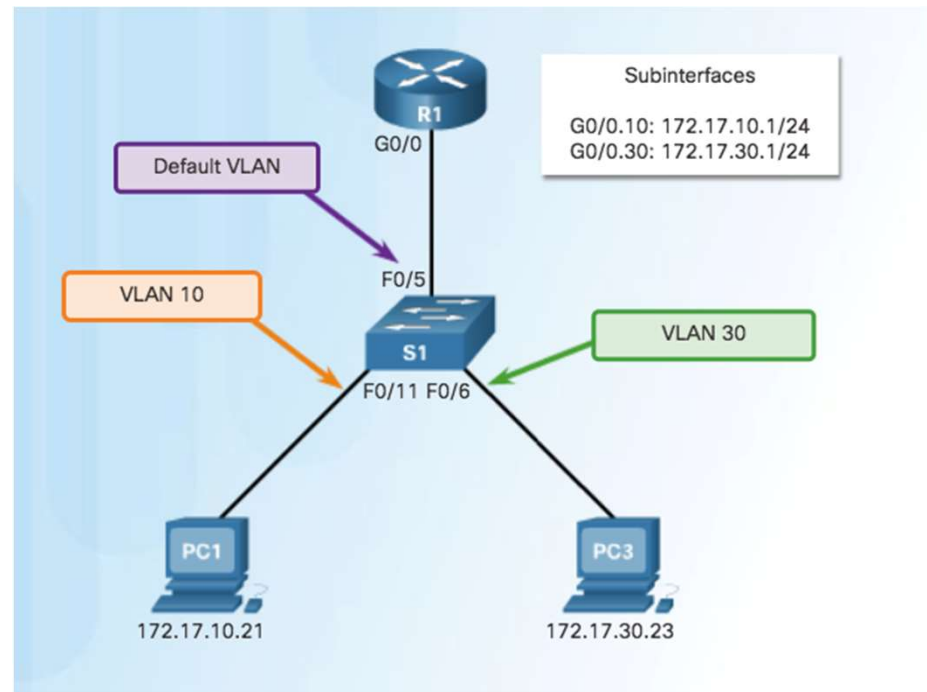 Subinterfaces
G0/0.10: 172.17.10.1/24
G0/0.30: 172.17.30.1/24
R1
G0/0
Default VLAN
F0/5
VLAN 10
VLAN 30
S1
F0/11 F0/6
PC1
PC3
172.17.10.21
172.17.30.23